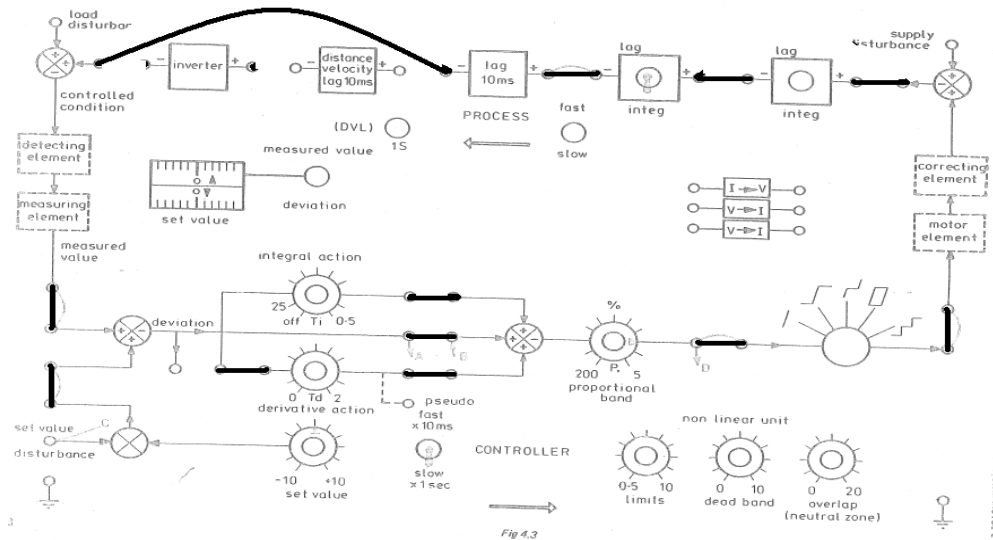 load
disturbar
inverter
distance
velocity
lag 10ms
lag
10ms
lag
integ
lag
integ
supply
isturbance
controlled
condition
PROCESS
fast
slow
(DVL)
1S
measured value
deviation
set value
detecting
element
measuring
element
measured
value
I V
V I
V I
correcting
element
motor
element
integral action
25
off Ti 0-5
deviation
A
B
0 Td 2
derivative action
pseudo
fast
x10ms
slow
x1sec
%
200 P. 5
proportional
band
D
set value
disturbance
C
-10 +10
set value
CONTROLLER
non linear unit
0-5 10
limits
0 10
dead band
0 20
overlap
(neutral zone)
Fig 4.3